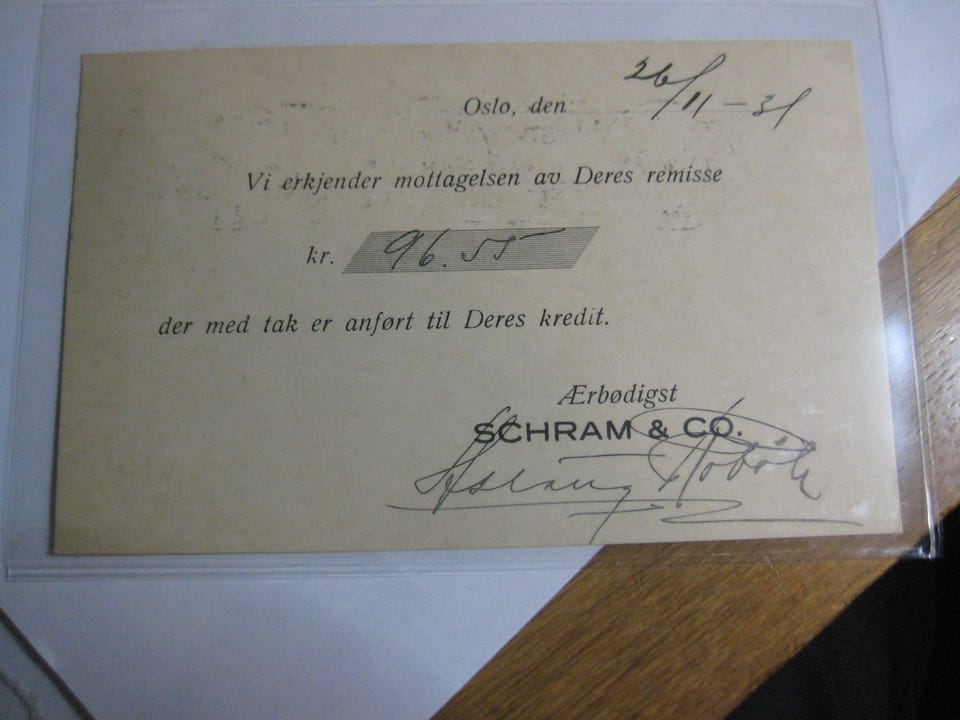 Oslo, den 26/11-31
Vi erkjender mottagelsen av Deres remisse
kr. 96.55
der med tak er anført til Deres kredit.
Ærbødigst
SCHRAM & CO.
Aslaug